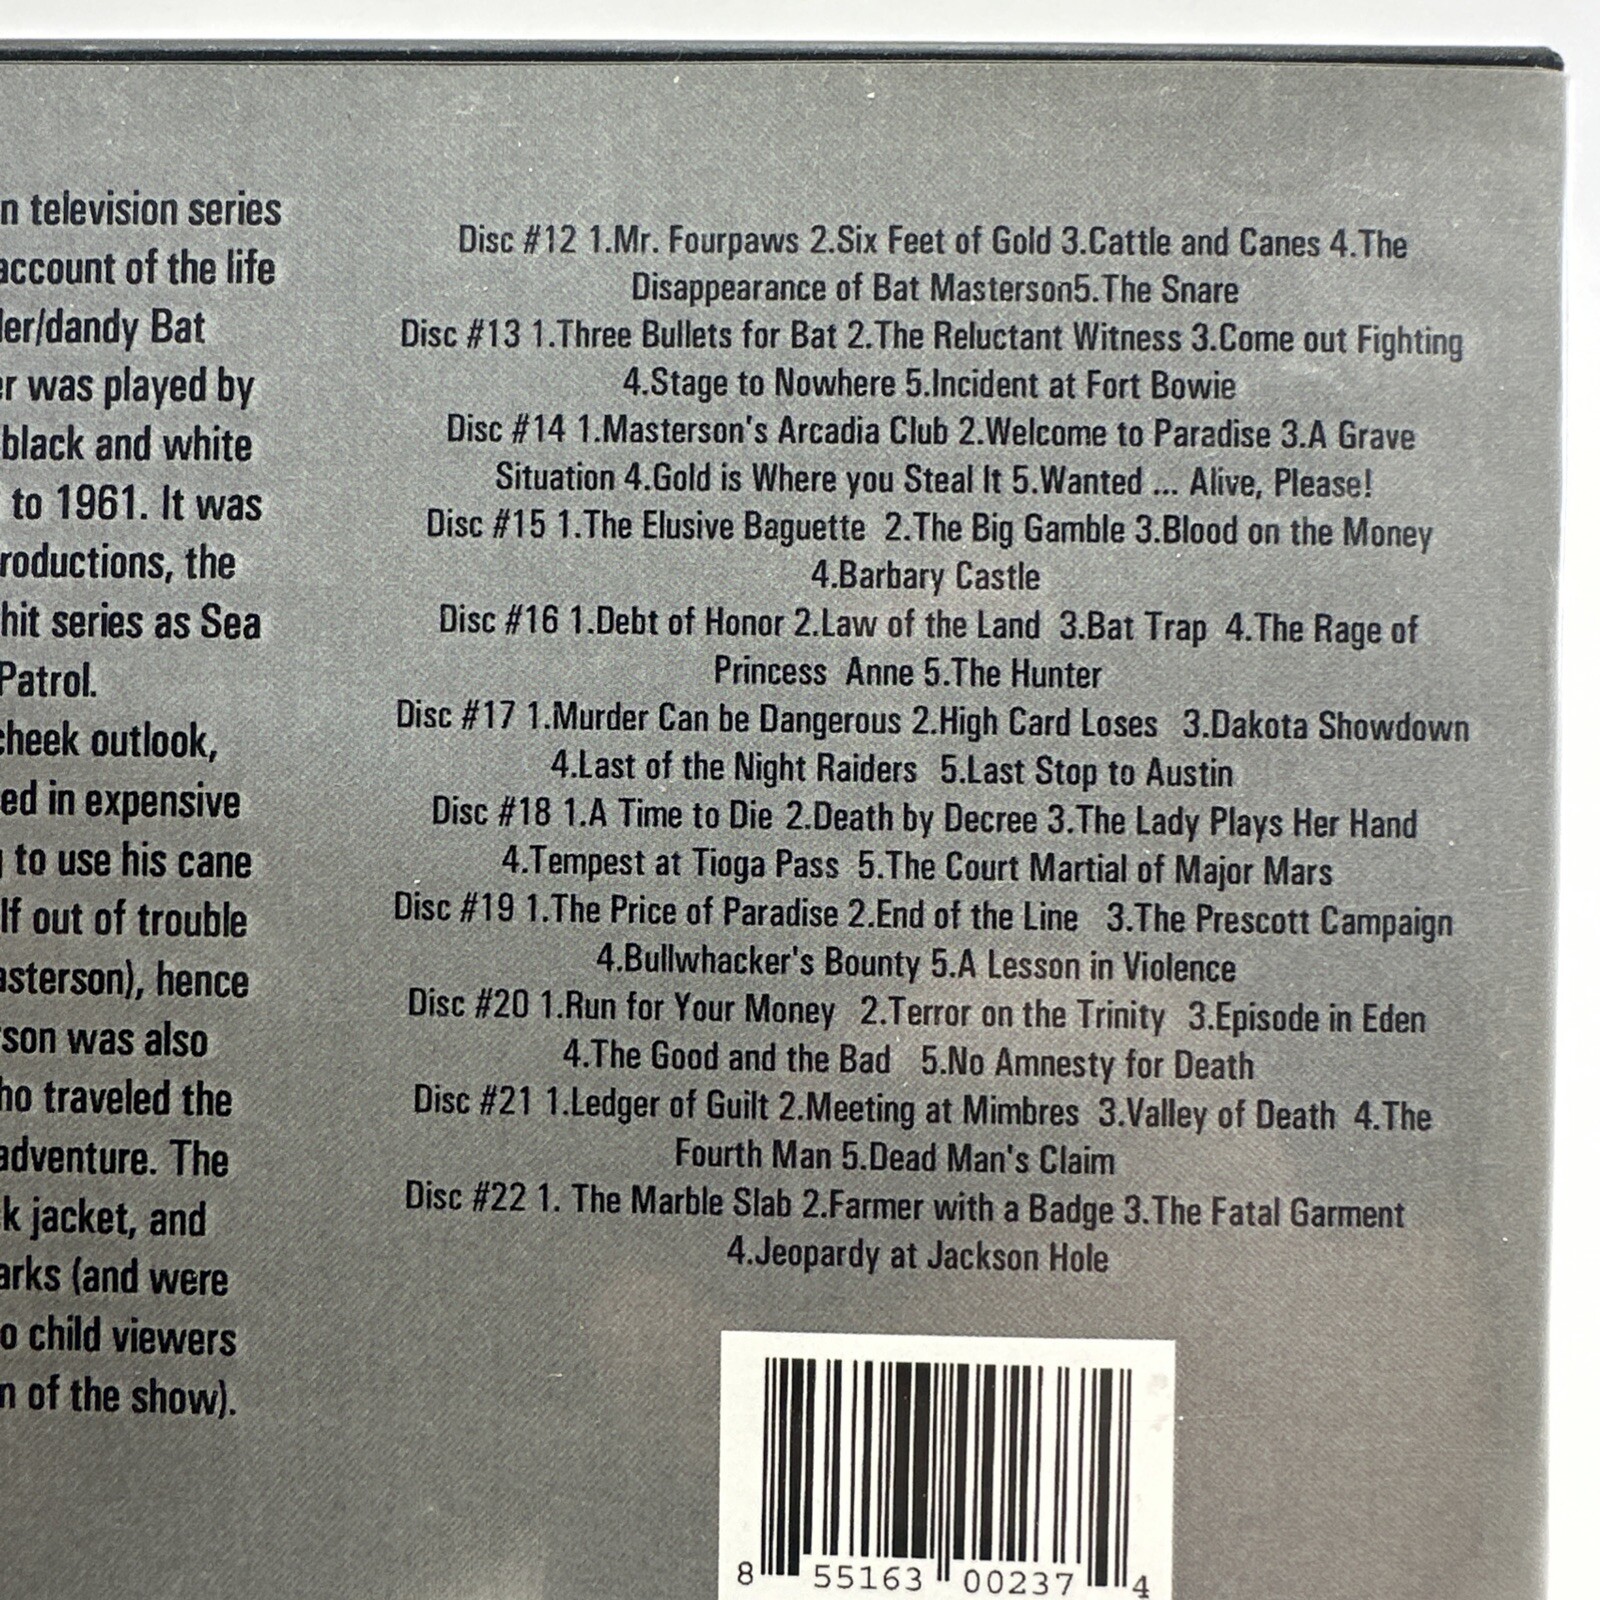 n television series
account of the life
ler/dandy Bat
er was played by
black and white
to 1961. It was
roductions, the
hit series as Sea
Patrol.
cheek outlook,
ed in expensive
g to use his cane
lf out of trouble
asterson), hence
rson was also
ho traveled the
adventure. The
k jacket, and
arks (and were
o child viewers
n of the show).
Disc #12 1.Mr. Fourpaws 2.Six Feet of Gold 3.Cattle and Canes 4.The
Disappearance of Bat Masterson5.The Snare
Disc #13 1.Three Bullets for Bat 2.The Reluctant Witness 3.Come out Fighting
4.Stage to Nowhere 5.Incident at Fort Bowie
Disc #14 1.Masterson's Arcadia Club 2.Welcome to Paradise 3.A Grave
Situation 4.Gold is Where you Steal It 5.Wanted ... Alive, Please!
Disc #15 1.The Elusive Baguette 2.The Big Gamble 3.Blood on the Money
4.Barbary Castle
Disc #16 1.Debt of Honor 2.Law of the Land 3.Bat Trap 4.The Rage of
Princess Anne 5.The Hunter
Disc #17 1.Murder Can be Dangerous 2.High Card Loses 3.Dakota Showdown
4.Last of the Night Raiders 5.Last Stop to Austin
Disc #18 1.A Time to Die 2.Death by Decree 3.The Lady Plays Her Hand
4.Tempest at Tioga Pass 5.The Court Martial of Major Mars
Disc #19 1.The Price of Paradise 2.End of the Line 3.The Prescott Campaign
4.Bullwhacker's Bounty 5.A Lesson in Violence
Disc #20 1.Run for Your Money 2.Terror on the Trinity 3.Episode in Eden
4.The Good and the Bad 5.No Amnesty for Death
Disc #21 1.Ledger of Guilt 2.Meeting at Mimbres 3.Valley of Death 4.The
Fourth Man 5.Dead Man's Claim
Disc #22 1. The Marble Slab 2.Farmer with a Badge 3.The Fatal Garment
4.Jeopardy at Jackson Hole
8 55163 00237 4